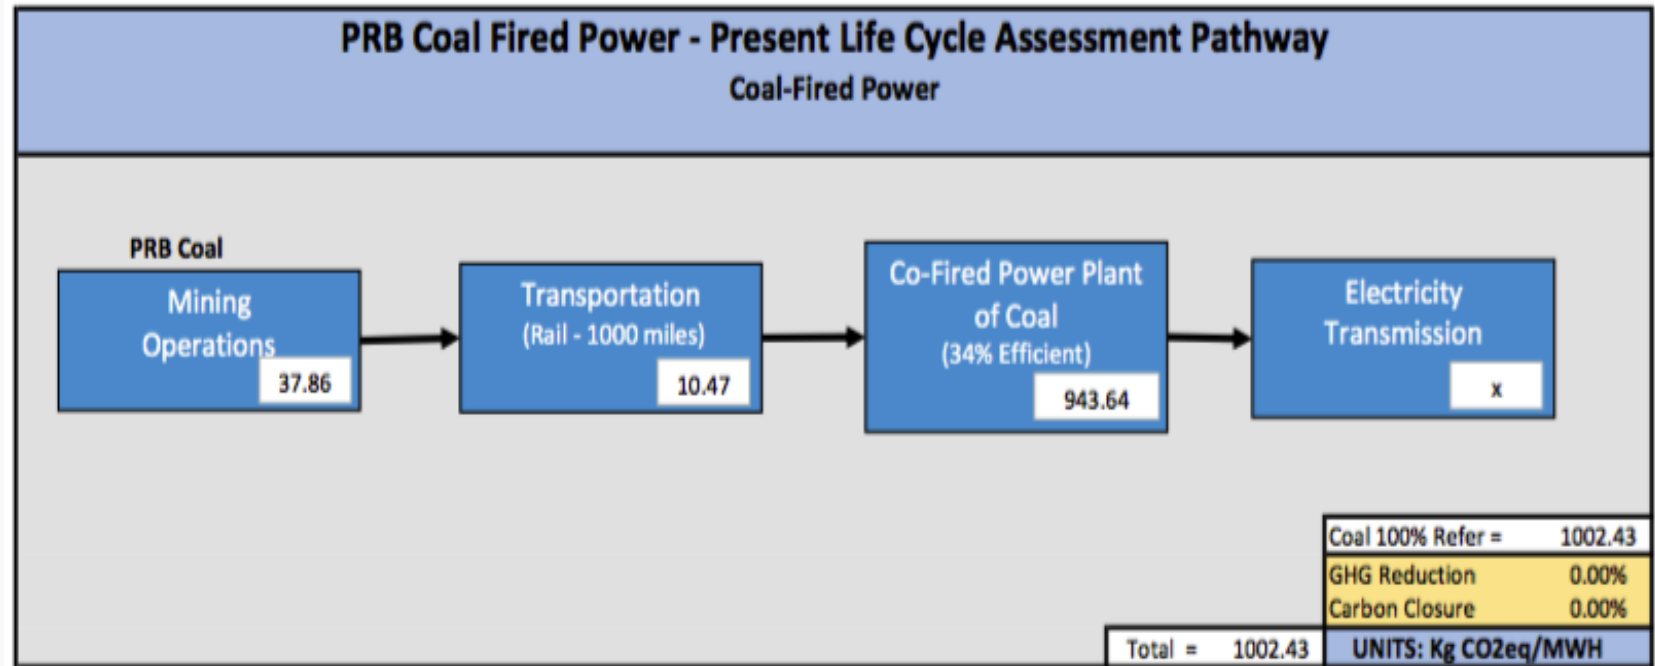 PRB Coal Fired Power - Present Life Cycle Assessment Pathway
Coal-Fired Power
PRB Coal
Mining
Operations
37.86
Transportation
(Rail - 1000 miles)
10.47
Co-Fired Power Plant
of Coal
(34% Efficient)
943.64
Electricity
Transmission
x
Coal 100% Refer = 1002.43
GHG Reduction 0.00%
Carbon Closure 0.00%
Total = 1002.43 UNITS: Kg CO2eq/MWH